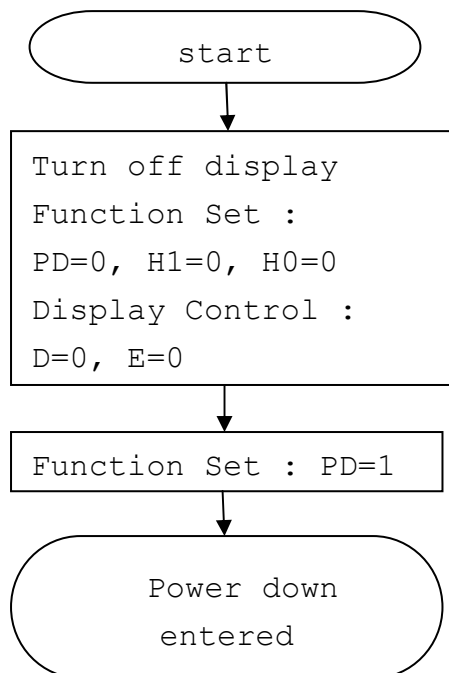 start
Turn off display
Function Set :
PD=0, H1=0, H0=0
Display Control :
D=0, E=0
Function Set : PD=1
Power down
entered